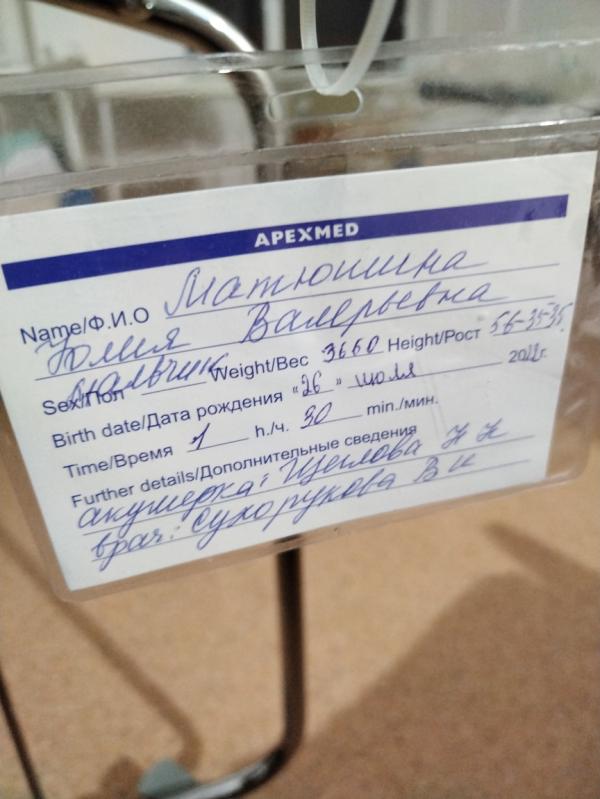 APEXMED
Name/Ф.И.О Матюшина
Юлия Валерьевна
Sex/Пол мальчик Weight/Вес 3660 Height/Рост 56-35-35
Birth date/Дата рождения "26" июля 2022г.
Time/Время 1 h./ч. 30 min./мин.
Further details/Дополнительные сведения
акушерка: Щеглова Н Н
врач: Сухорукова В И